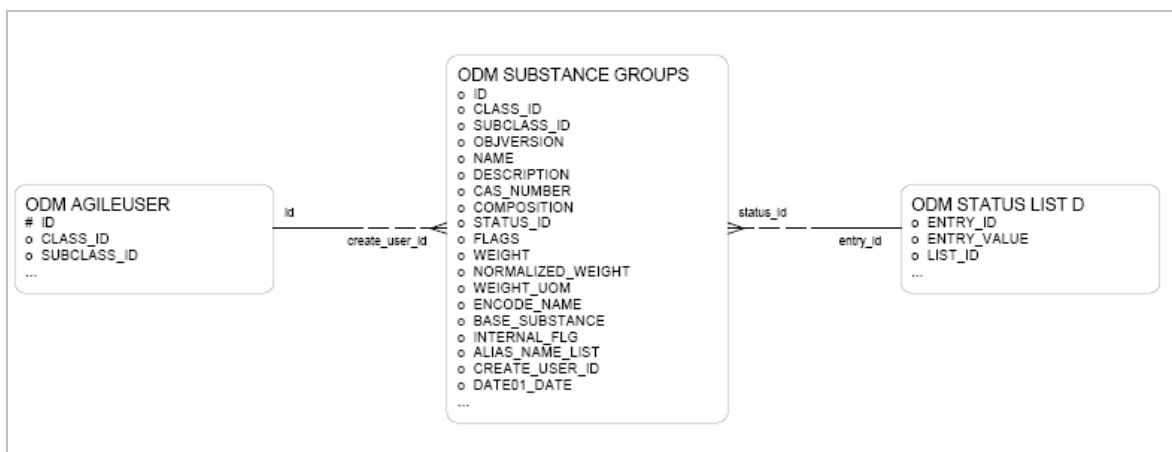 ODM SUBSTANCE GROUPS
o ID
o CLASS_ID
o SUBCLASS_ID
o OBJVERSION
o NAME
o DESCRIPTION
o CAS_NUMBER
o COMPOSITION
o STATUS_ID
o FLAGS
o WEIGHT
o NORMALIZED_WEIGHT
o WEIGHT_UOM
o ENCODE_NAME
o BASE_SUBSTANCE
o INTERNAL_FLG
o ALIAS_NAME_LIST
o CREATE_USER_ID
o DATE01_DATE
...
ODM AGILEUSER
# ID
o CLASS_ID
o SUBCLASS_ID
...
id
create_user_id
status_id
entry_id
ODM STATUS LIST D
o ENTRY_ID
o ENTRY_VALUE
o LIST_ID
...